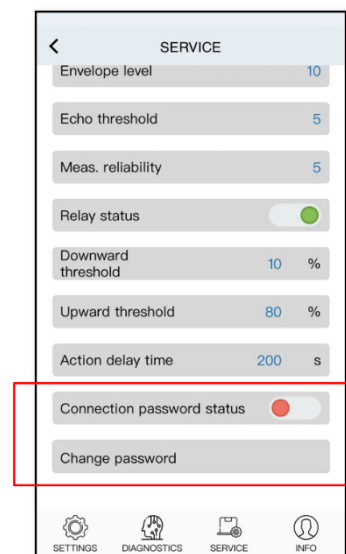 SERVICE
Envelope level 10
Echo threshold 5
Meas. reliability 5
Relay status
Downward
threshold 10 %
Upward threshold 80 %
Action delay time 200 s
Connection password status
Change password
SETTINGS DIAGNOSTICS SERVICE INFO